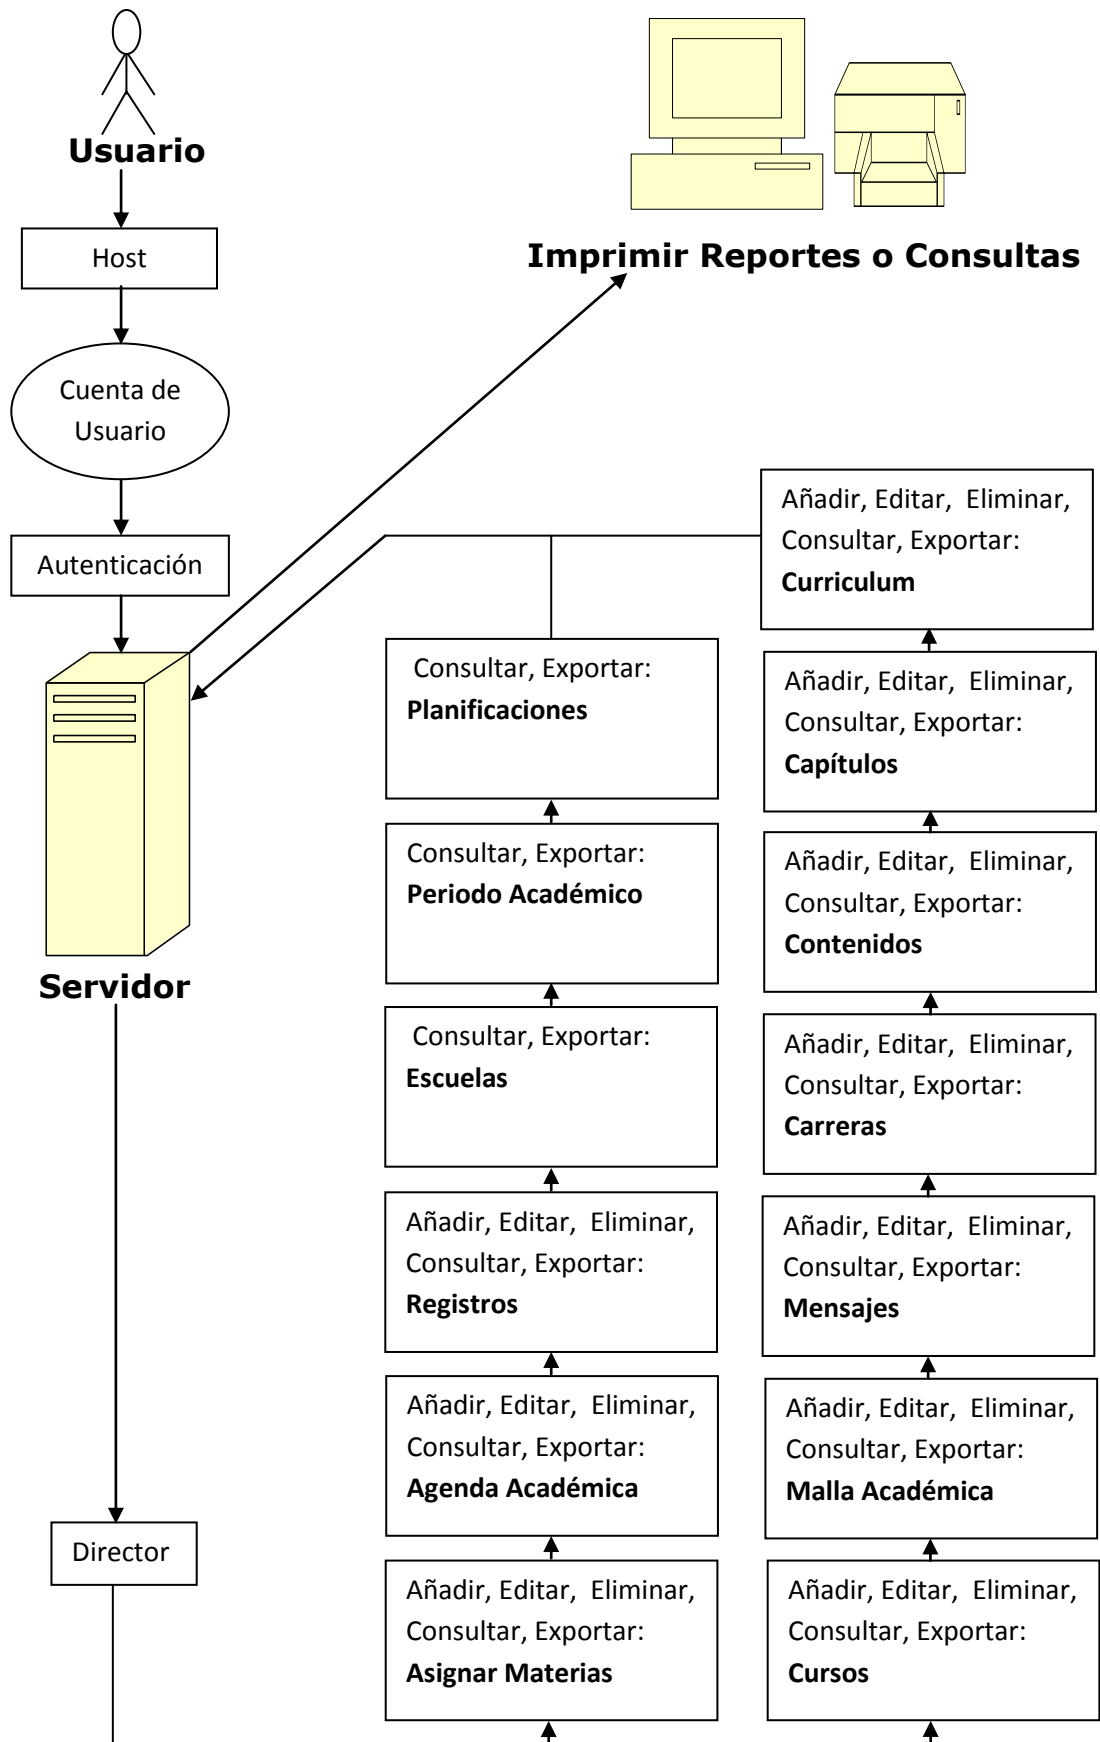 Usuario
Host
Cuenta de
Usuario
Autenticación
Servidor
Director
Imprimir Reportes o Consultas
Consultar, Exportar:
Planificaciones
Consultar, Exportar:
Periodo Académico
Consultar, Exportar:
Escuelas
Añadir, Editar, Eliminar,
Consultar, Exportar:
Registros
Añadir, Editar, Eliminar,
Consultar, Exportar:
Agenda Académica
Añadir, Editar, Eliminar,
Consultar, Exportar:
Asignar Materias
Añadir, Editar, Eliminar,
Consultar, Exportar:
Curriculum
Añadir, Editar, Eliminar,
Consultar, Exportar:
Capítulos
Añadir, Editar, Eliminar,
Consultar, Exportar:
Contenidos
Añadir, Editar, Eliminar,
Consultar, Exportar:
Carreras
Añadir, Editar, Eliminar,
Consultar, Exportar:
Mensajes
Añadir, Editar, Eliminar,
Consultar, Exportar:
Malla Académica
Añadir, Editar, Eliminar,
Consultar, Exportar:
Cursos